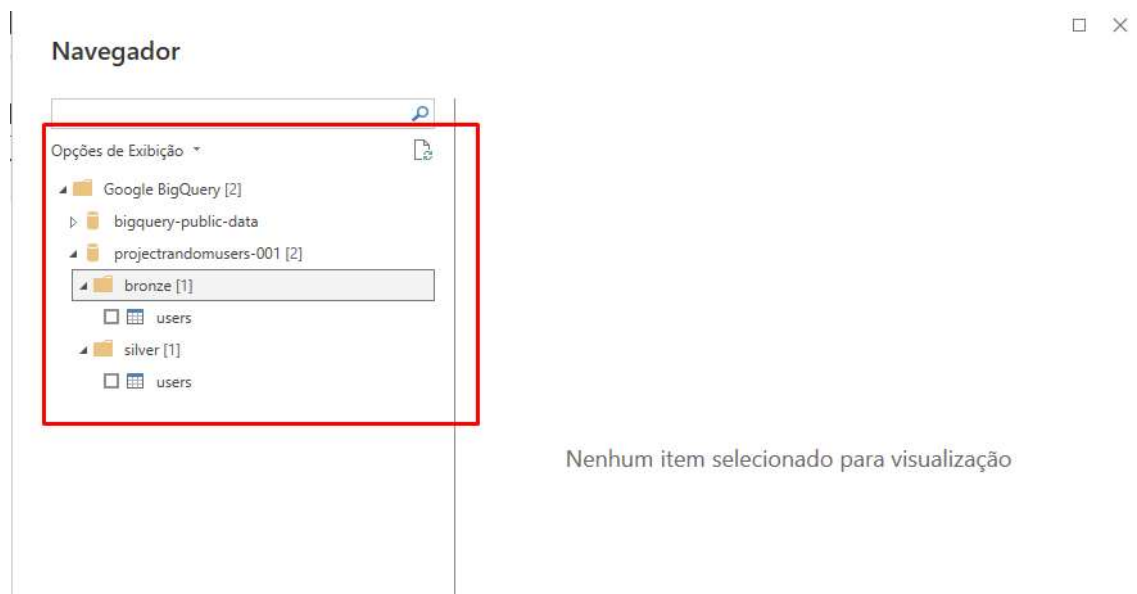 Navegador
Opções de Exibição
Google BigQuery [2]
bigquery-public-data
projectrandomusers-001 [2]
bronze [1]
users
silver [1]
users
Nenhum item selecionado para visualização